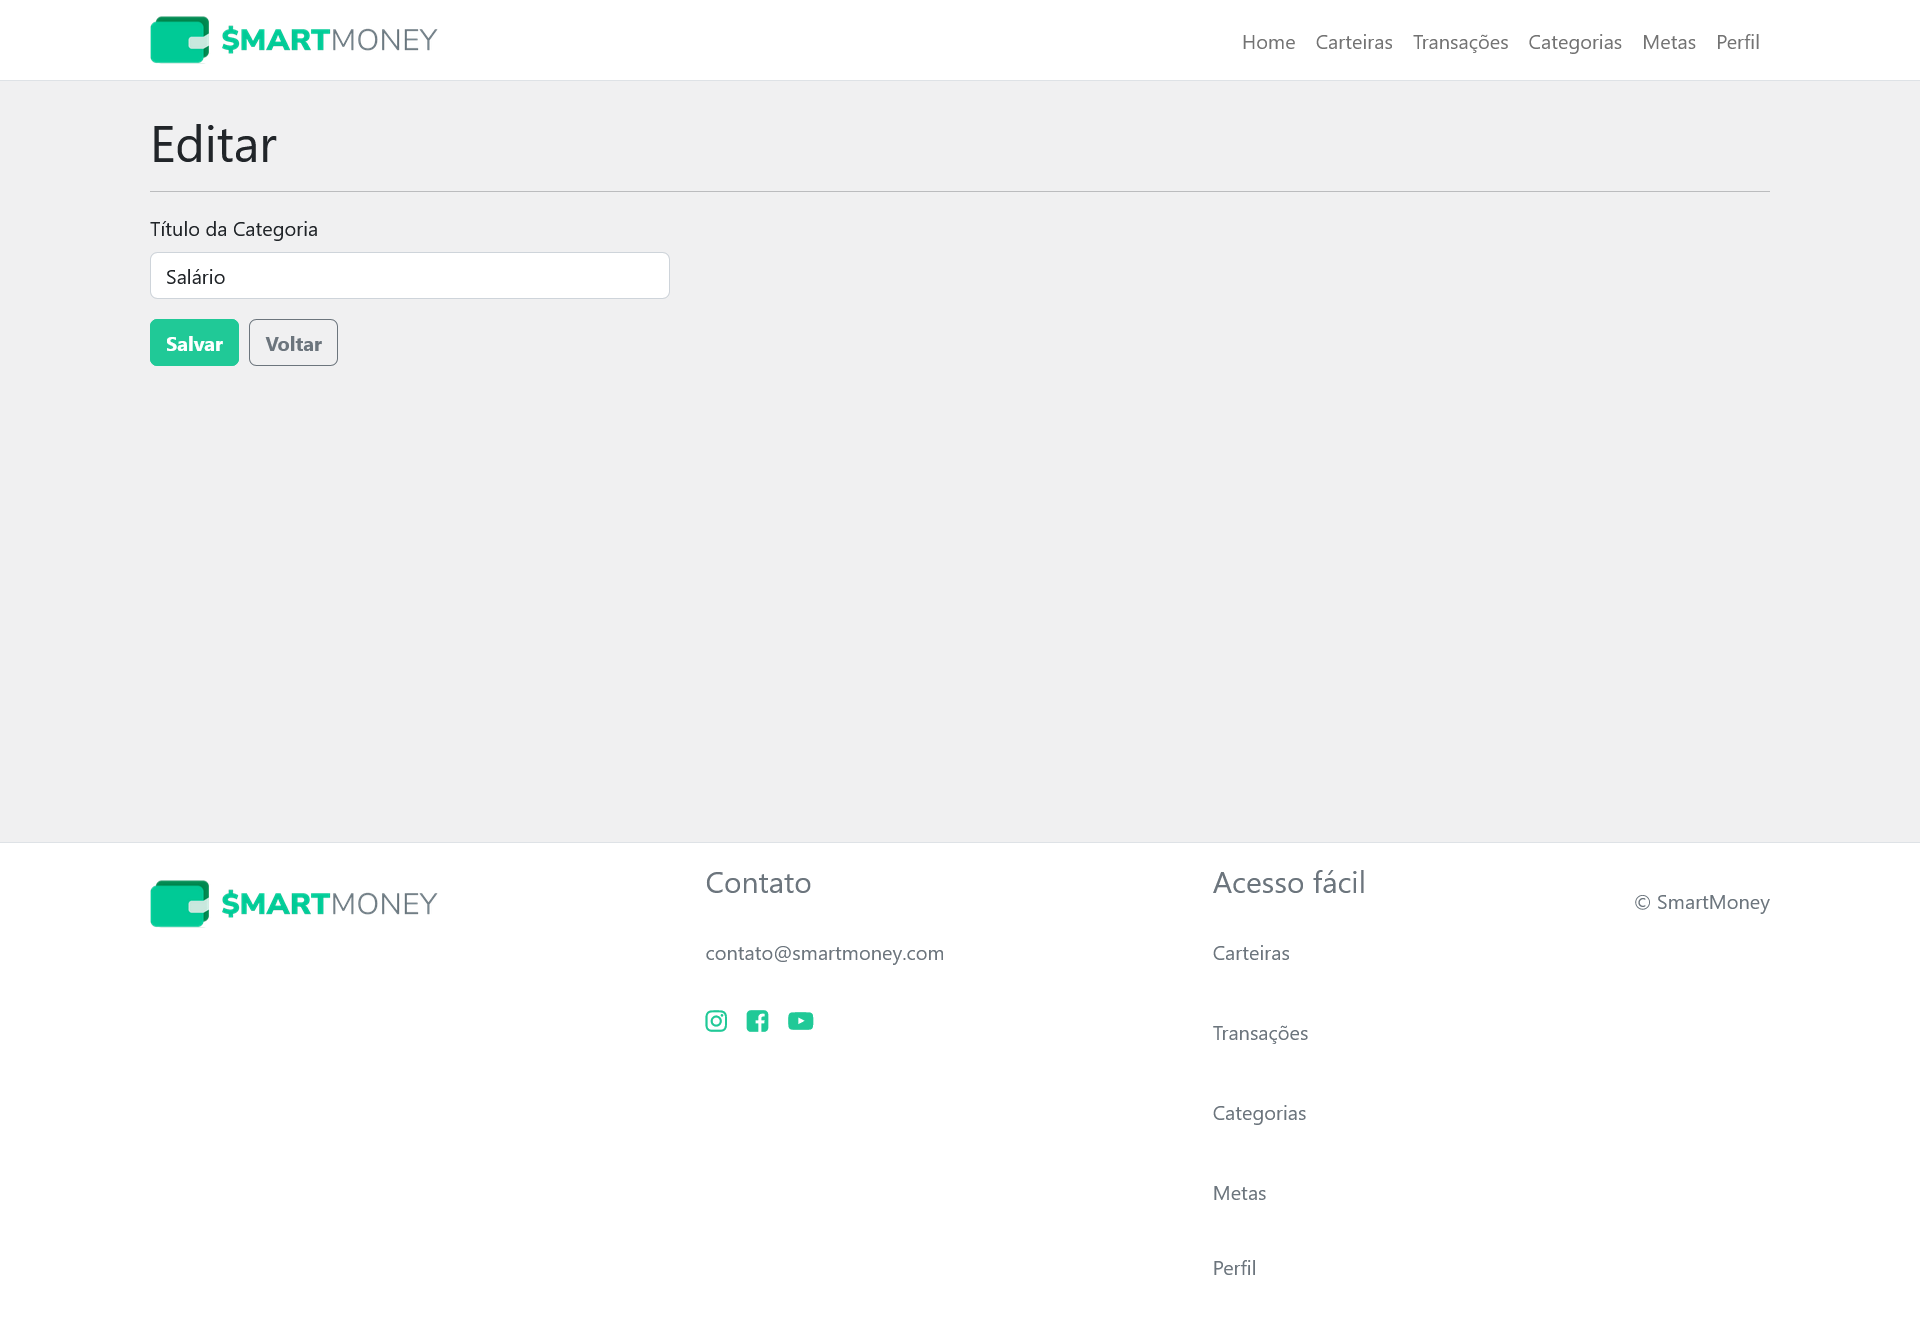 $MARTMONEY
Home Carteiras Transações Categorias Metas Perfil
Editar
Título da Categoria
Salário
Salvar Voltar
$MARTMONEY
Contato
contato@smartmoney.com
Acesso fácil
Carteiras
Transações
Categorias
Metas
Perfil
© SmartMoney